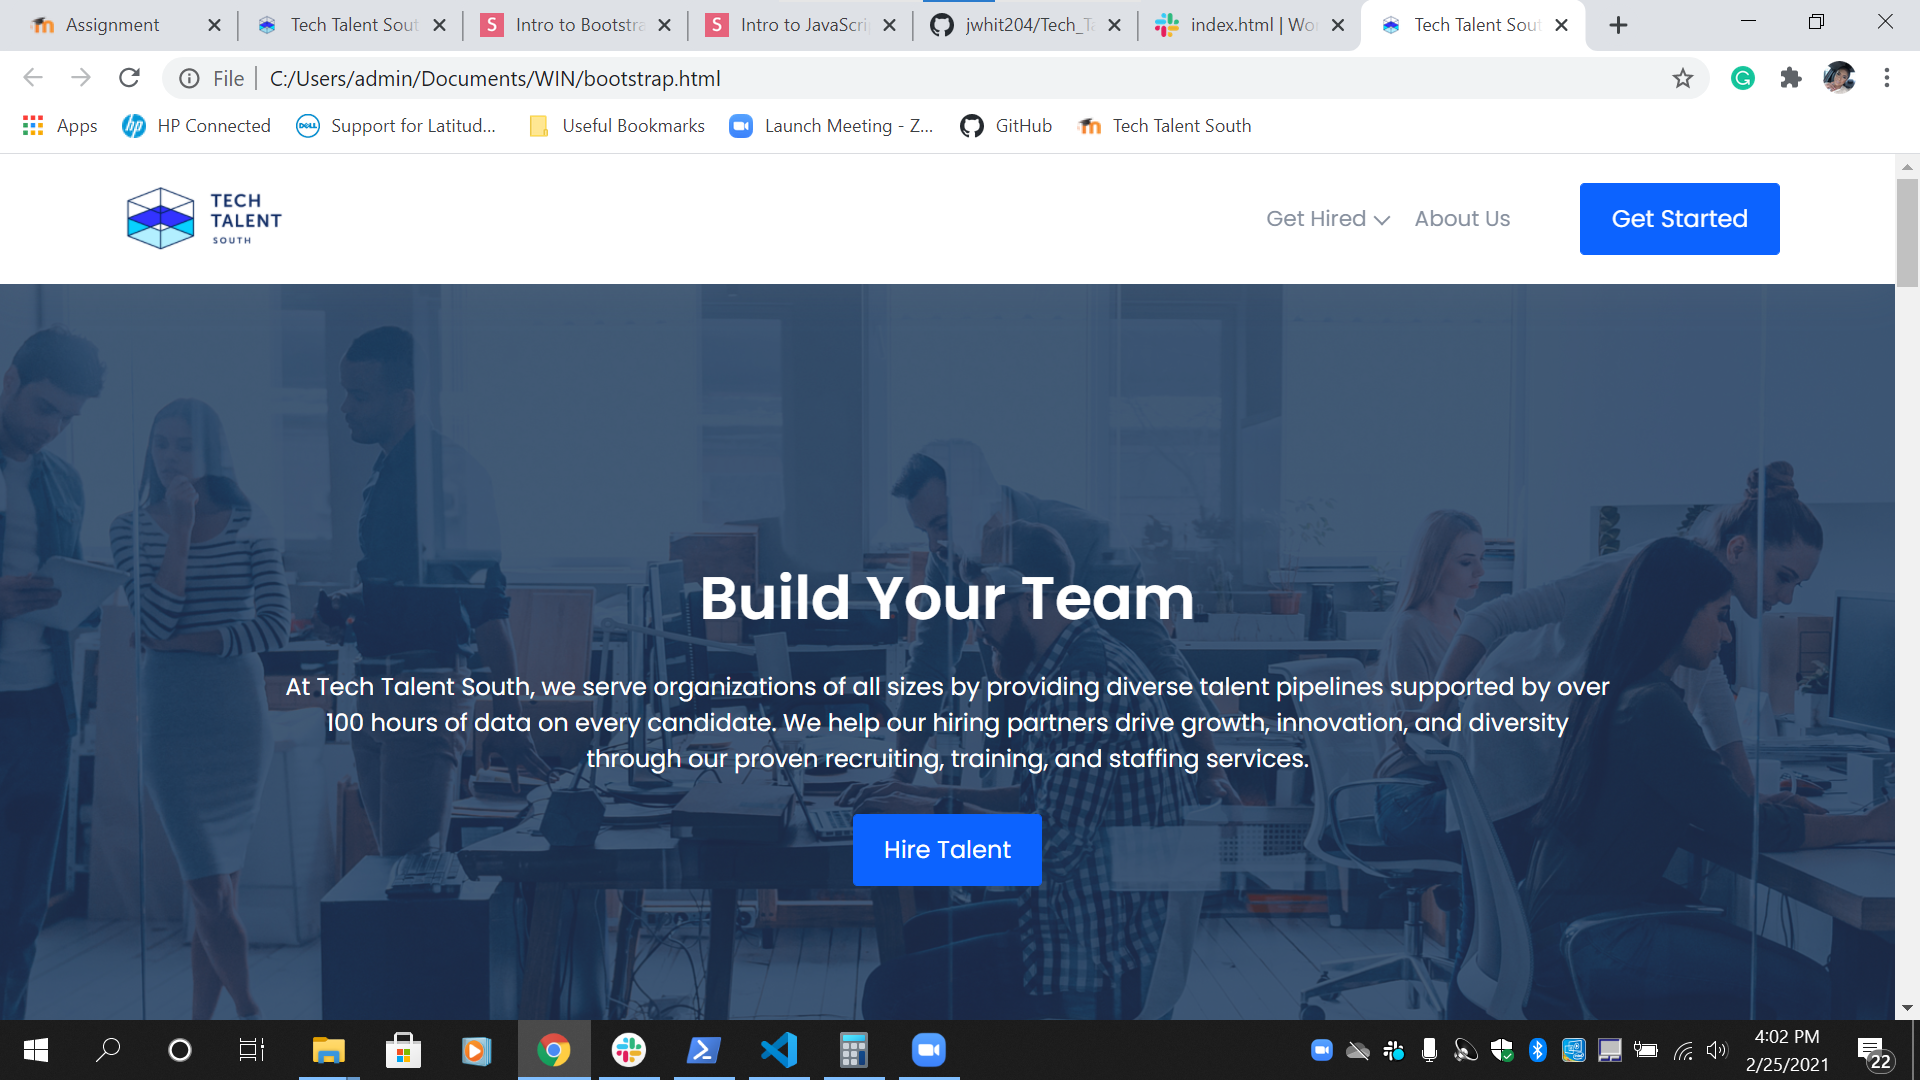 Assignment
Tech Talent Sout
Intro to Bootstra
Intro to JavaScrip
jwhit204/Tech_Ta
index.html | Wo
Tech Talent Sout
File
C:/Users/admin/Documents/WIN/bootstrap.html
Apps
HP Connected
Support for Latitud...
Useful Bookmarks
Launch Meeting - Z...
GitHub
Tech Talent South
TECH
TALENT
SOUTH
Get Hired
About Us
Get Started
Build Your Team
At Tech Talent South, we serve organizations of all sizes by providing diverse talent pipelines supported by over
100 hours of data on every candidate. We help our hiring partners drive growth, innovation, and diversity
through our proven recruiting, training, and staffing services.
Hire Talent
4:02 PM
2/25/2021
22